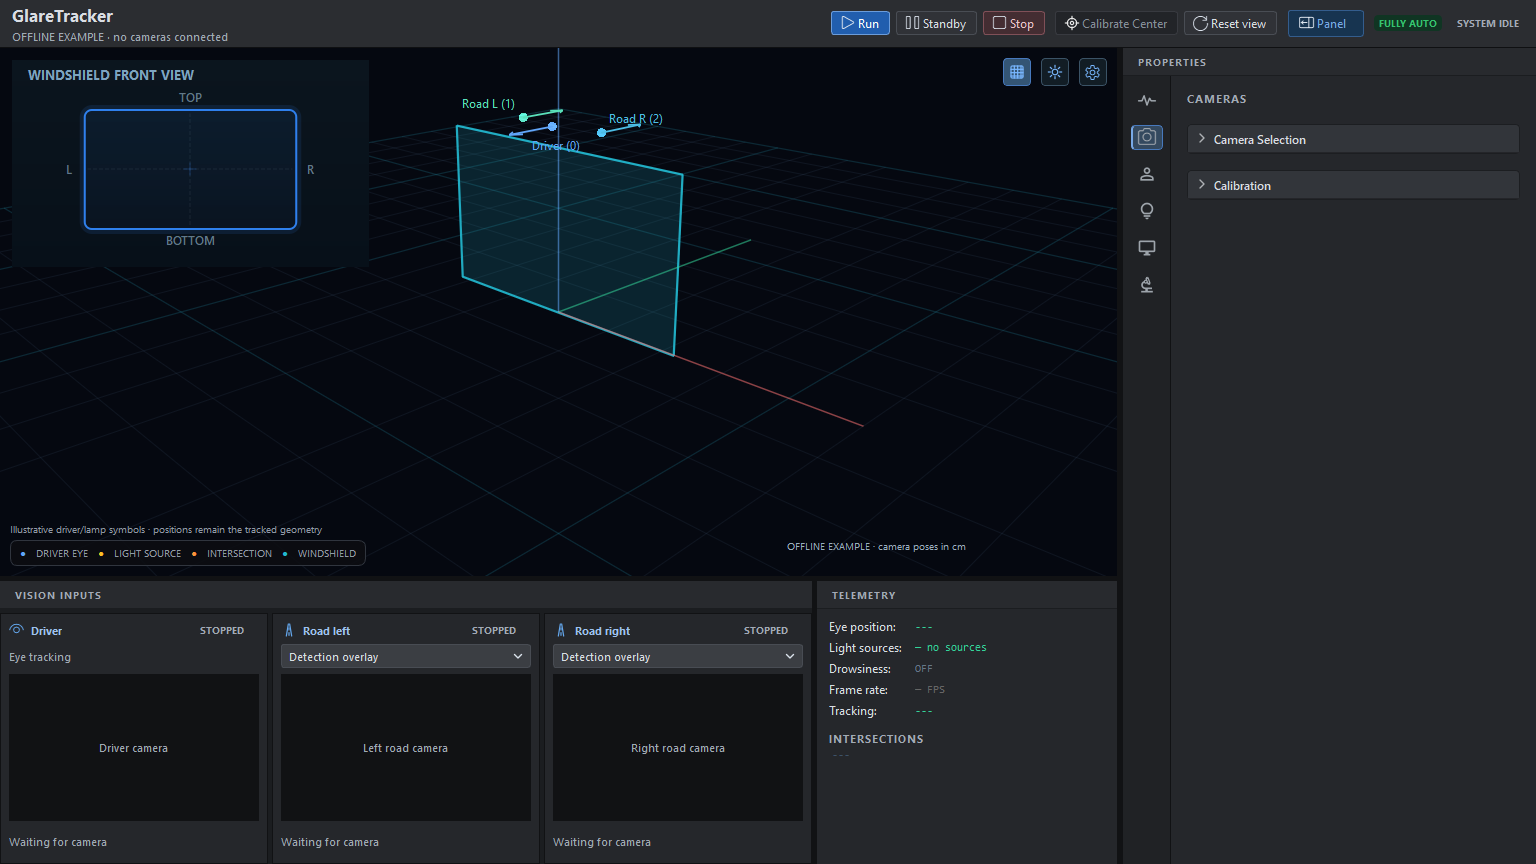 GlareTracker
OFFLINE EXAMPLE · no cameras connected
Run
Standby
Stop
Calibrate Center
Reset view
Panel
FULLY AUTO
SYSTEM IDLE
WINDSHIELD FRONT VIEW
TOP
L
R
BOTTOM
Road L (1)
Road R (2)
Driver (0)
Illustrative driver/lamp symbols · positions remain the tracked geometry
DRIVER EYE
LIGHT SOURCE
INTERSECTION
WINDSHIELD
OFFLINE EXAMPLE · camera poses in cm
PROPERTIES
CAMERAS
Camera Selection
Calibration
VISION INPUTS
Driver
STOPPED
Eye tracking
Driver camera
Waiting for camera
Road left
STOPPED
Detection overlay
Left road camera
Waiting for camera
Road right
STOPPED
Detection overlay
Right road camera
Waiting for camera
TELEMETRY
Eye position: ---
Light sources: — no sources
Drowsiness: OFF
Frame rate: — FPS
Tracking: ---
INTERSECTIONS
---